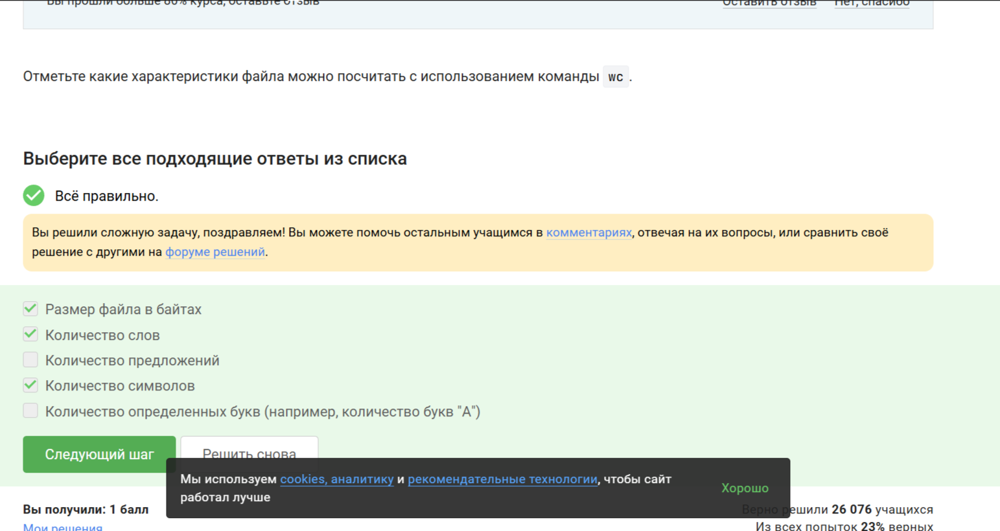 Вы прошли больше 80% курса, оставьте отзыв
Оставить отзыв Нет, спасибо
Отметьте какие характеристики файла можно посчитать с использованием команды wc.
Выберите все подходящие ответы из списка
Всё правильно.
Вы решили сложную задачу, поздравляем! Вы можете помочь остальным учащимся в комментариях, отвечая на их вопросы, или сравнить своё
решение с другими на форуме решений.
Размер файла в байтах
Количество слов
Количество предложений
Количество символов
Количество определенных букв (например, количество букв "A")
Следующий шаг Решить снова
Мы используем cookies, аналитику и рекомендательные технологии, чтобы сайт
работал лучше
Хорошо
Вы получили: 1 балл
Верно решили 26 076 учащихся
Мои решения
Из всех попыток 23% верных